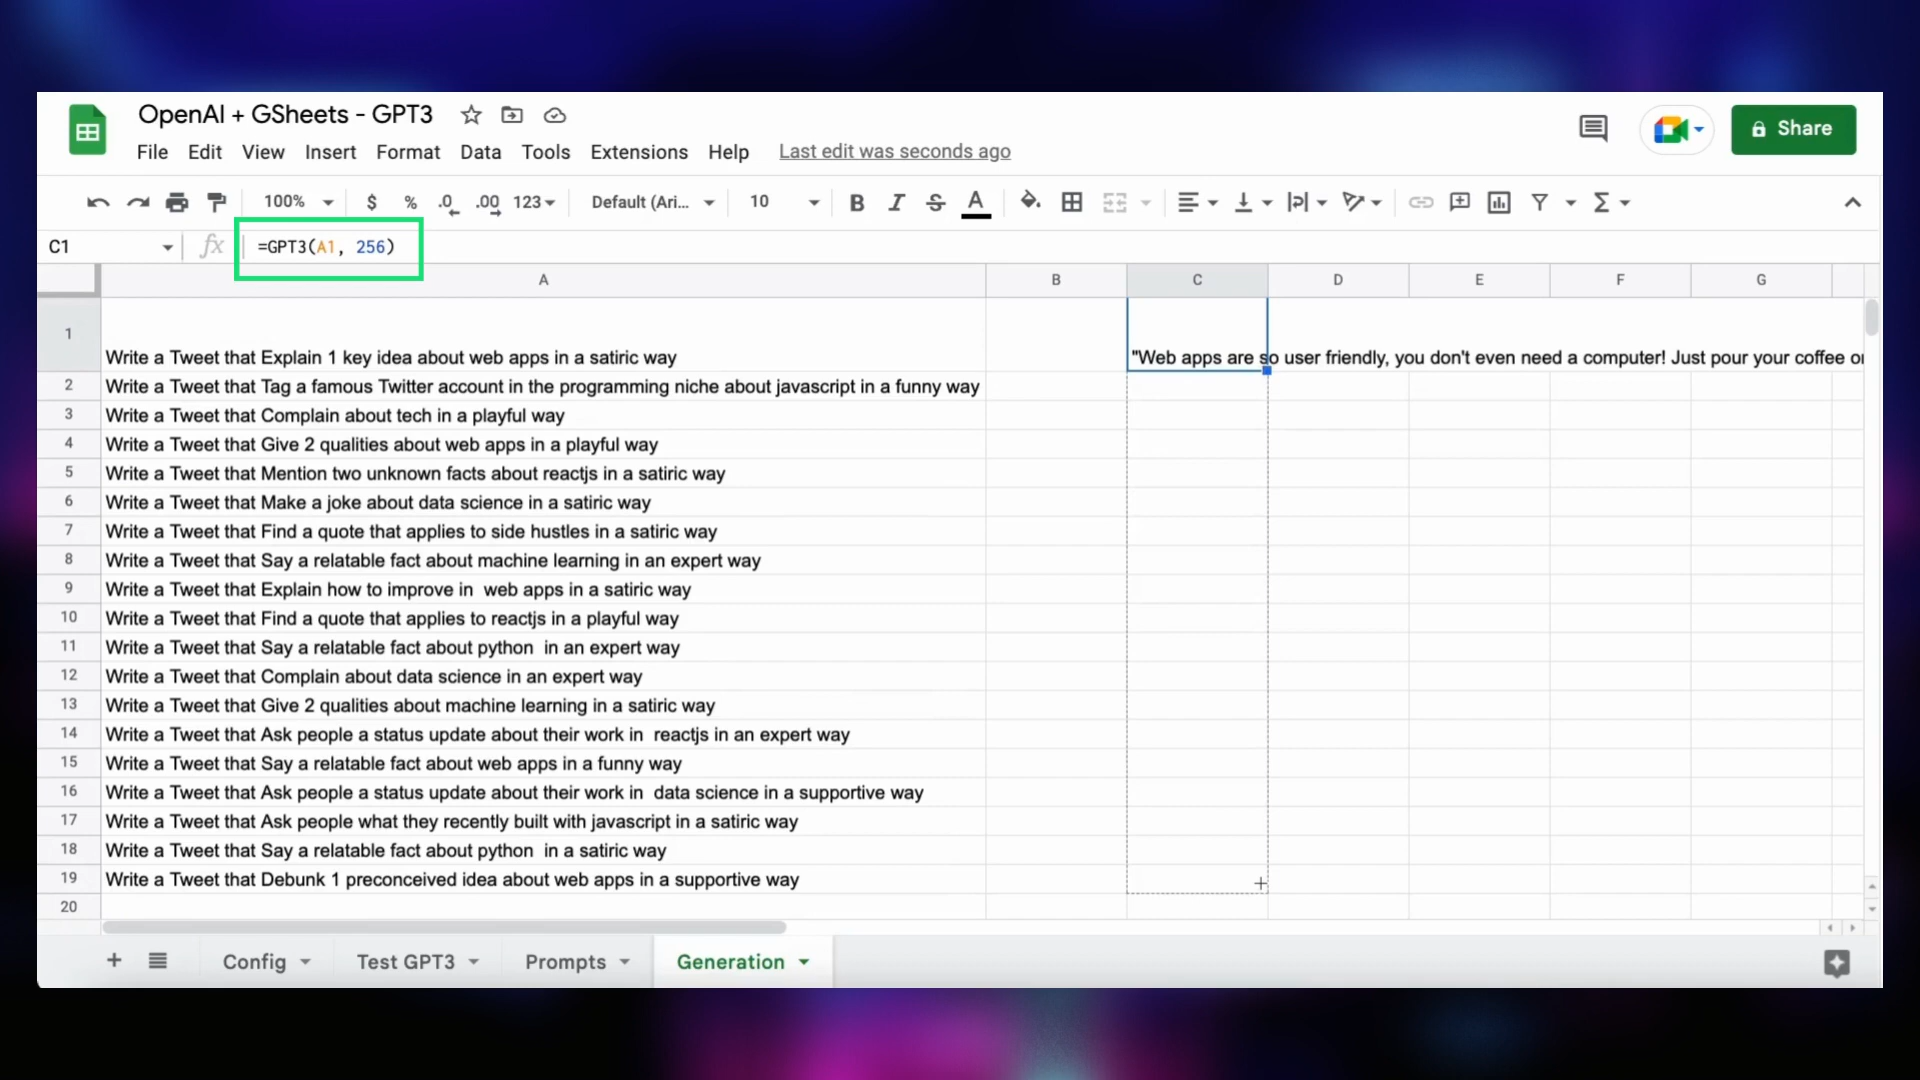 OpenAI + GSheets - GPT3
File Edit View Insert Format Data Tools Extensions Help Last edit was seconds ago
Share
100% $ % .0 .00 123 Default (Ari... 10 B I S A
C1 fx =GPT3(A1, 256)
A B C D E F G
1 Write a Tweet that Explain 1 key idea about web apps in a satiric way "Web apps are so user friendly, you don't even need a computer! Just pour your coffee
2 Write a Tweet that Tag a famous Twitter account in the programming niche about javascript in a funny way
3 Write a Tweet that Complain about tech in a playful way
4 Write a Tweet that Give 2 qualities about web apps in a playful way
5 Write a Tweet that Mention two unknown facts about reactjs in a satiric way
6 Write a Tweet that Make a joke about data science in a satiric way
7 Write a Tweet that Find a quote that applies to side hustles in a satiric way
8 Write a Tweet that Say a relatable fact about machine learning in an expert way
9 Write a Tweet that Explain how to improve in  web apps in a satiric way
10 Write a Tweet that Find a quote that applies to reactjs in a playful way
11 Write a Tweet that Say a relatable fact about python  in an expert way
12 Write a Tweet that Complain about data science in an expert way
13 Write a Tweet that Give 2 qualities about machine learning in a satiric way
14 Write a Tweet that Ask people a status update about their work in  reactjs in an expert way
15 Write a Tweet that Say a relatable fact about web apps in a funny way
16 Write a Tweet that Ask people a status update about their work in  data science in a supportive way
17 Write a Tweet that Ask people what they recently built with javascript in a satiric way
18 Write a Tweet that Say a relatable fact about python  in a satiric way
19 Write a Tweet that Debunk 1 preconceived idea about web apps in a supportive way
20
Config Test GPT3 Prompts Generation